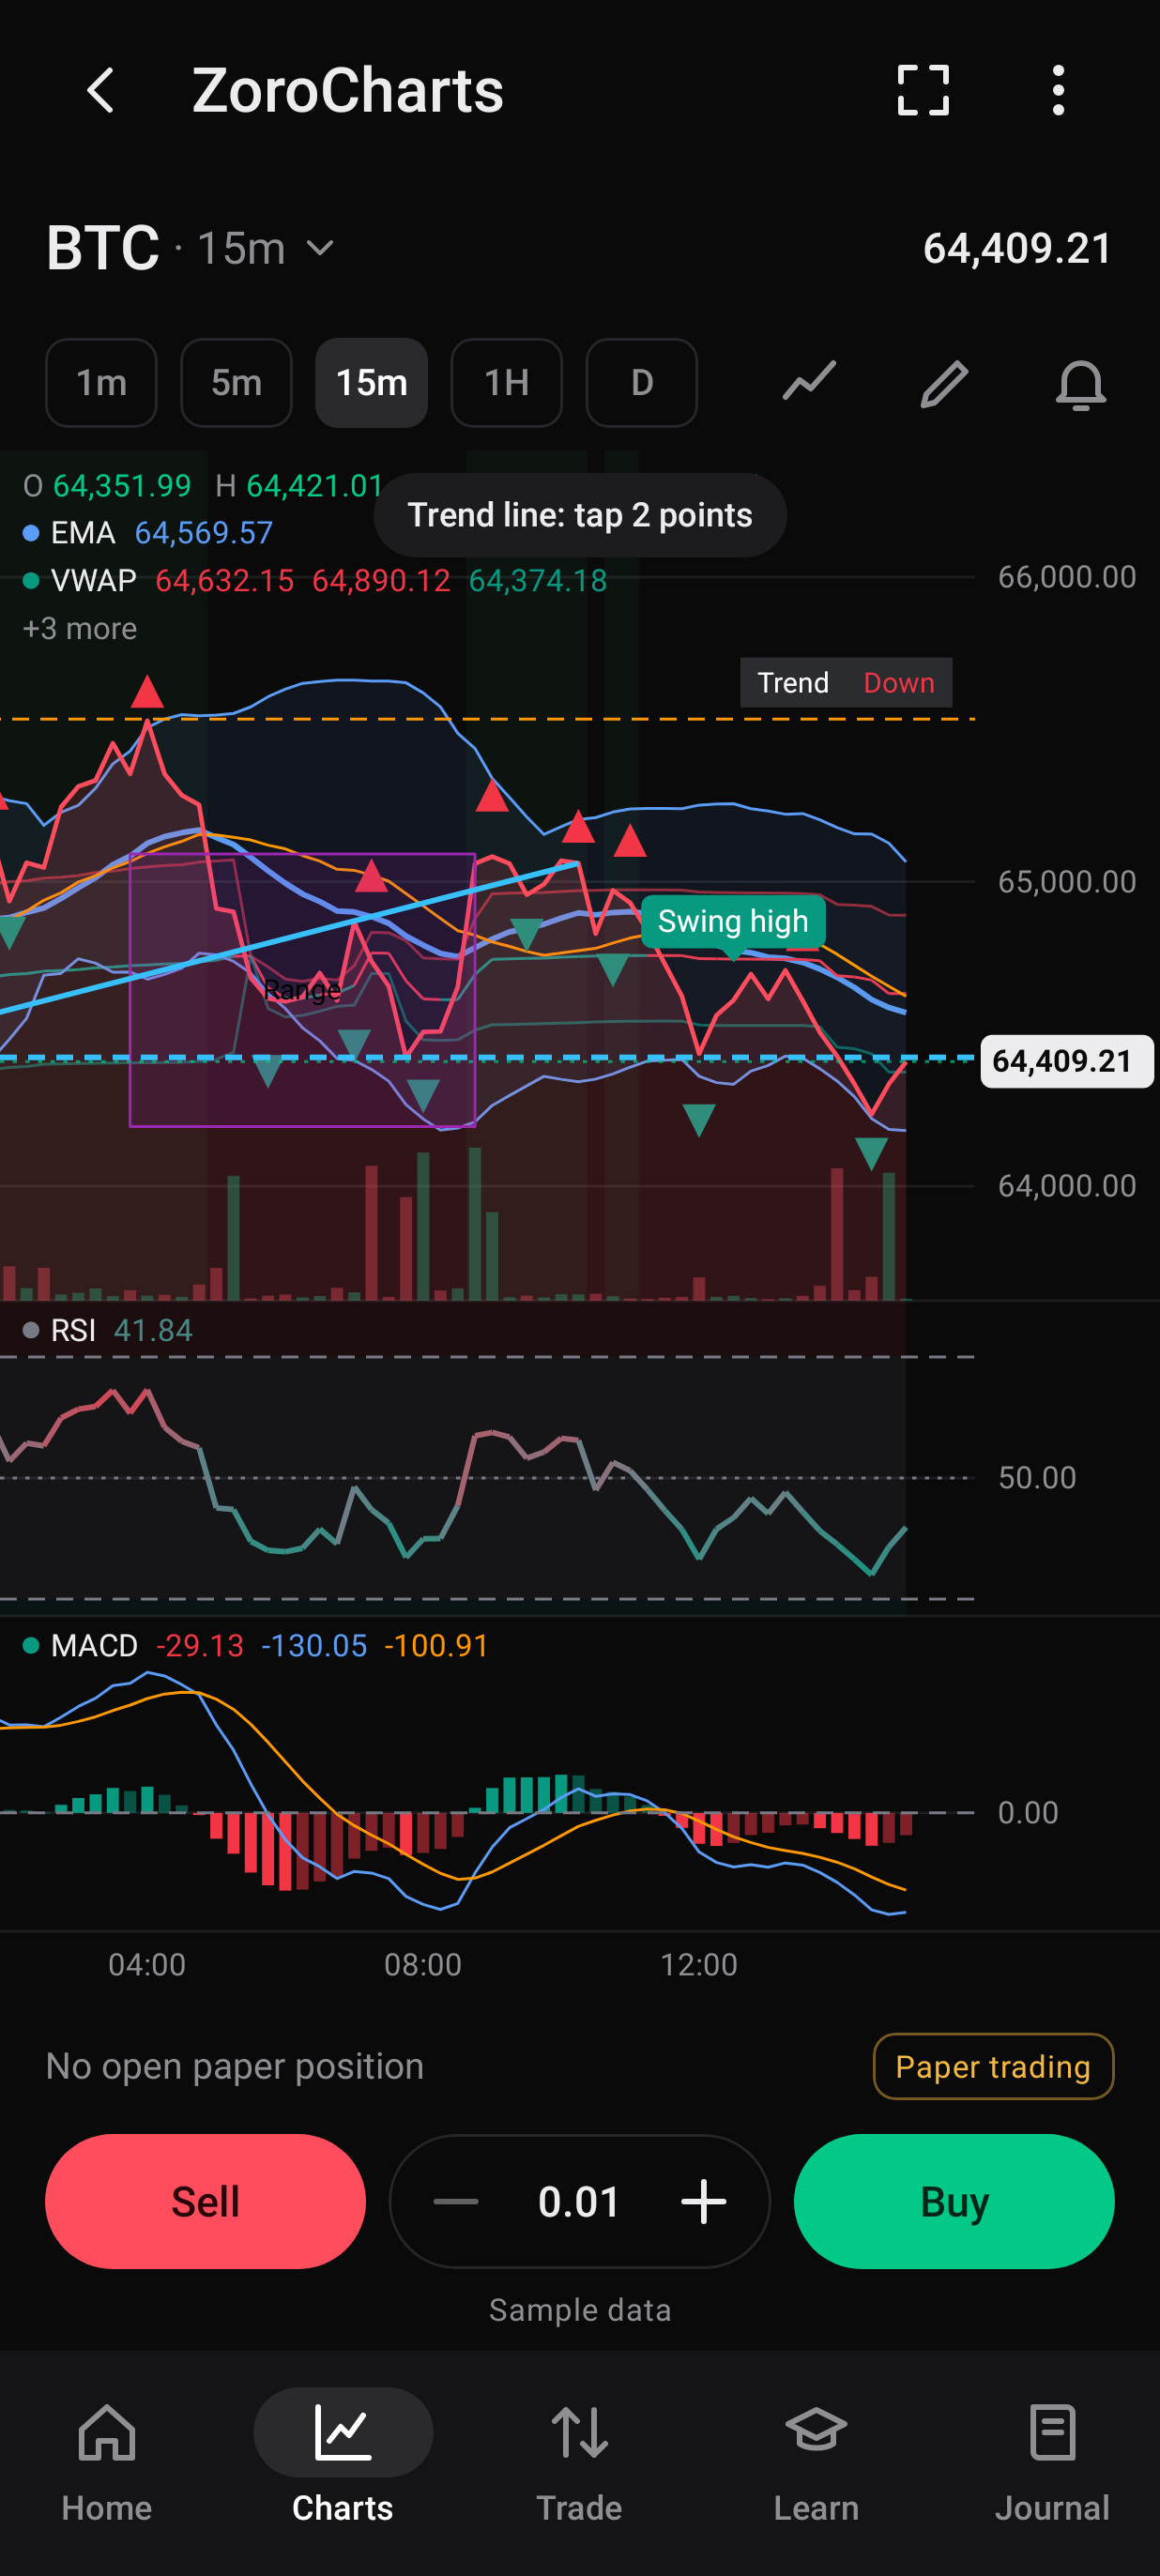 ZoroCharts
BTC · 15m
64,409.21
1m 5m 15m 1H D
O 64,351.99 H 64,421.01
Trend line: tap 2 points
EMA 64,569.57
VWAP 64,632.15 64,890.12 64,374.18
66,000.00
+3 more
Trend Down
65,000.00
Swing high
Range
64,409.21
64,000.00
RSI 41.84
50.00
MACD -29.13 -130.05 -100.91
0.00
04:00 08:00 12:00
No open paper position
Paper trading
Sell
0.01
Buy
Sample data
Home Charts Trade Learn Journal